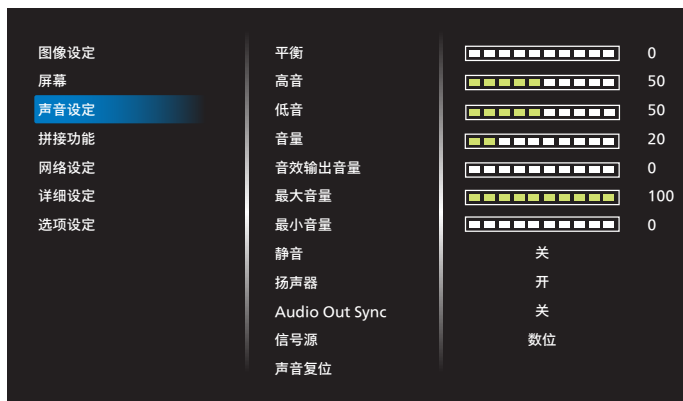 图像设定
屏幕
声音设定
拼接功能
网络设定
详细设定
选项设定
平衡 0
高音 50
低音 50
音量 20
音效输出音量 0
最大音量 100
最小音量 0
静音 关
扬声器 开
Audio Out Sync 关
信号源 数位
声音复位